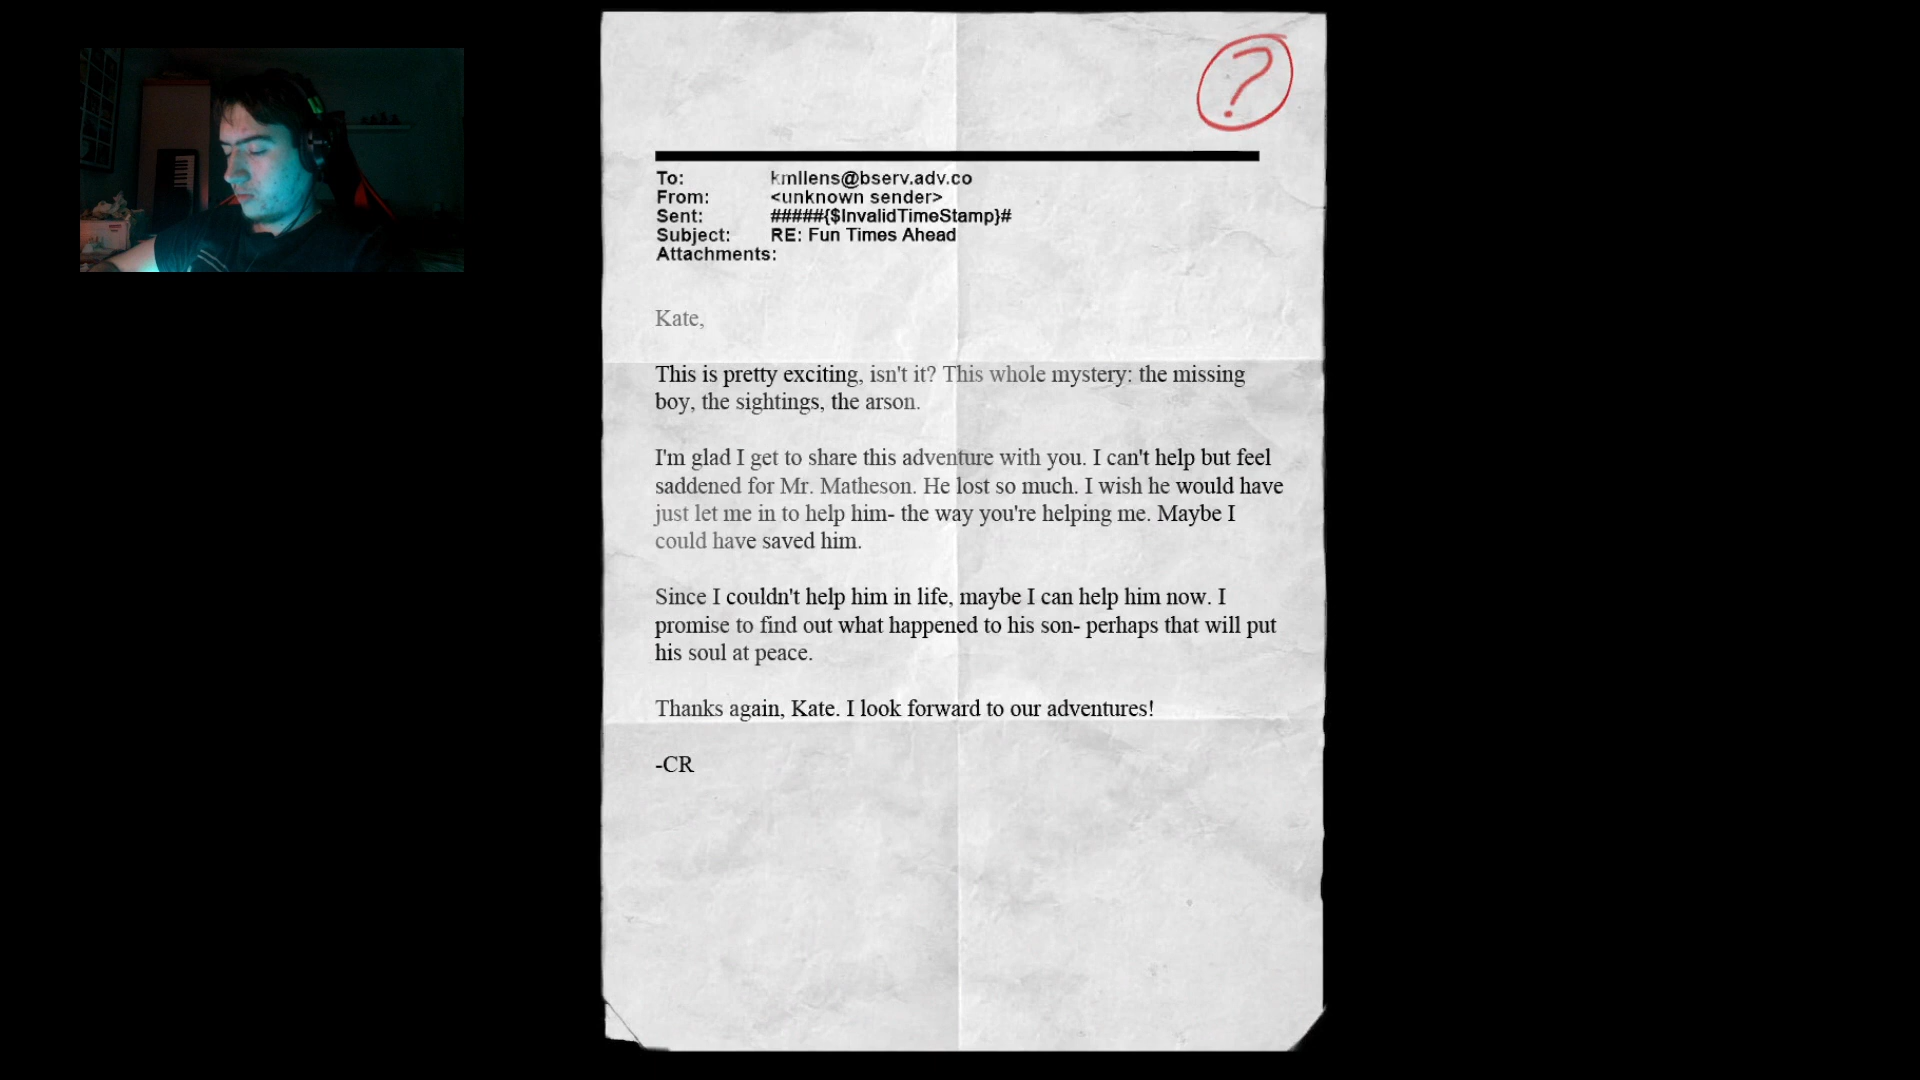 ?
To: kmllens@bserv.adv.co
From: <unknown sender>
Sent: #####{$InvalidTimeStamp}#
Subject: RE: Fun Times Ahead
Attachments:
Kate,
This is pretty exciting, isn't it? This whole mystery: the missing
boy, the sightings, the arson.
I'm glad I get to share this adventure with you. I can't help but feel
saddened for Mr. Matheson. He lost so much. I wish he would have
just let me in to help him- the way you're helping me. Maybe I
could have saved him.
Since I couldn't help him in life, maybe I can help him now. I
promise to find out what happened to his son- perhaps that will put
his soul at peace.
Thanks again, Kate. I look forward to our adventures!
-CR